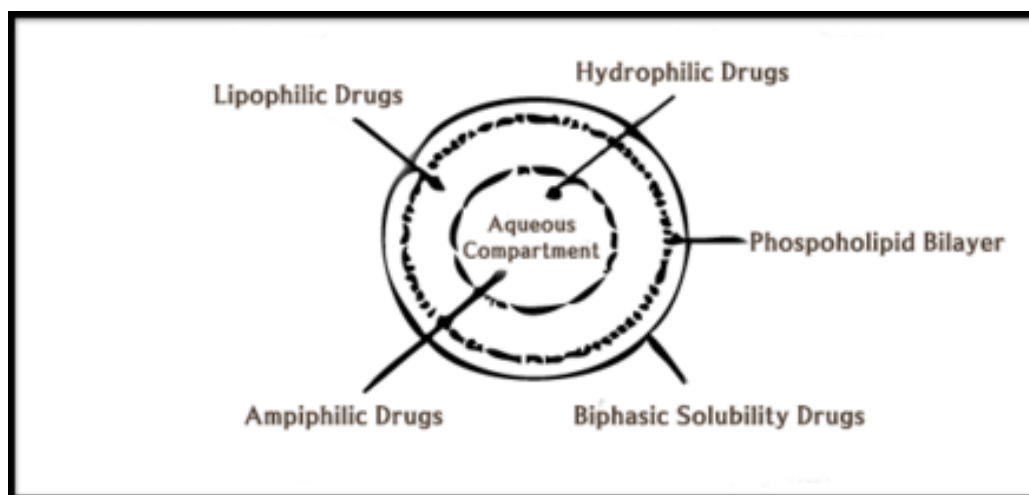 Hydrophilic Drugs
Lipophilic Drugs
Aqueous
Compartment
Phospoholipid Bilayer
Ampiphilic Drugs
Biphasic Solubility Drugs